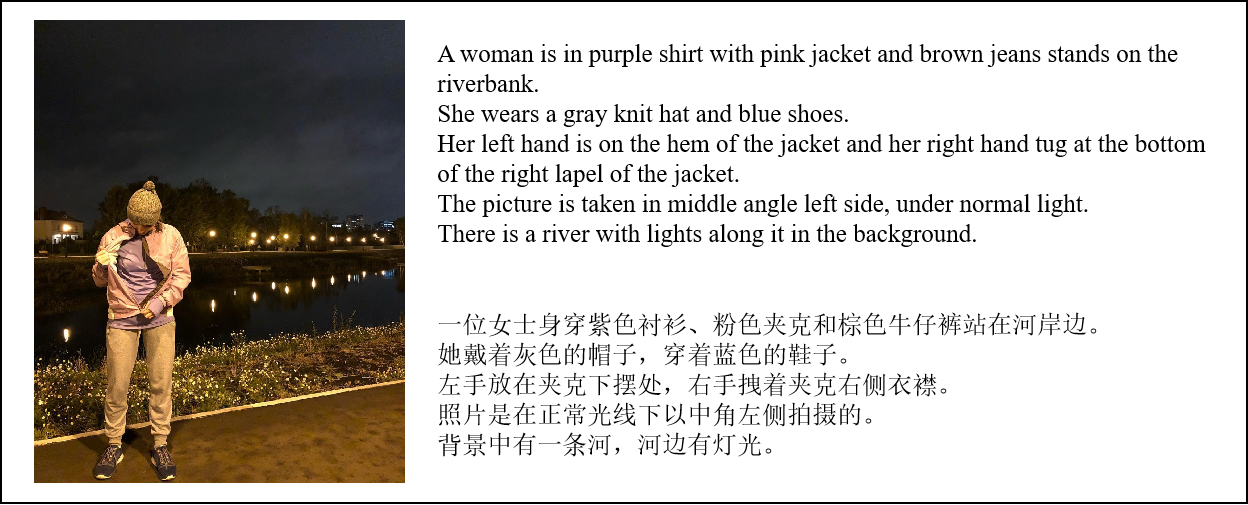 A woman is in purple shirt with pink jacket and brown jeans stands on the
riverbank.
She wears a gray knit hat and blue shoes.
Her left hand is on the hem of the jacket and her right hand tug at the bottom
of the right lapel of the jacket.
The picture is taken in middle angle left side, under normal light.
There is a river with lights along it in the background.
一位女士身穿紫色衬衫、粉色夹克和棕色牛仔裤站在河岸边。
她戴着灰色的帽子，穿着蓝色的鞋子。
左手放在夹克下摆处，右手拽着夹克右侧衣襟。
照片是在正常光线下以中角左侧拍摄的。
背景中有一条河，河边有灯光。